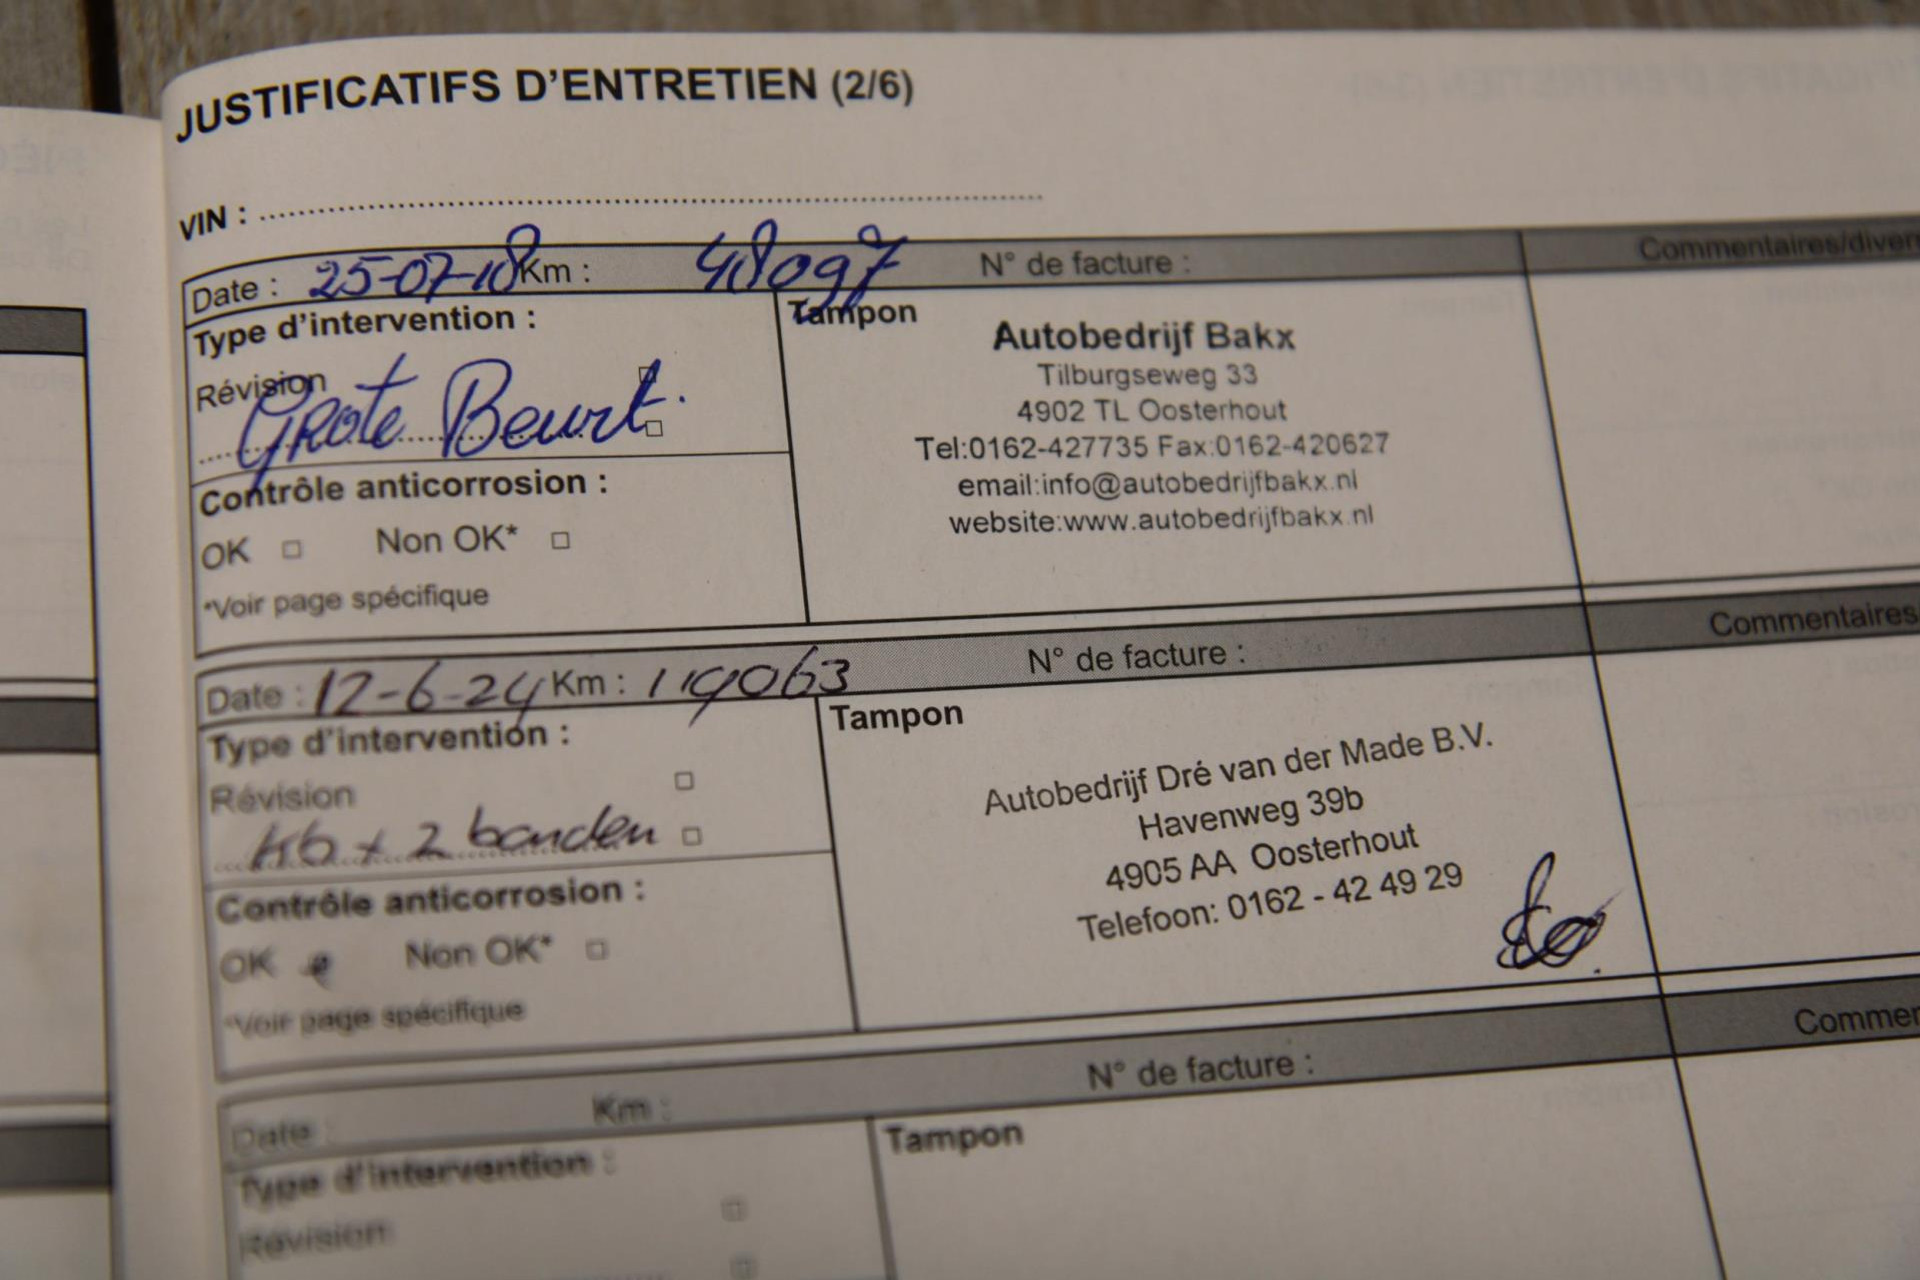 JUSTIFICATIFS D'ENTRETIEN (2/6)
VIN :
Date : 25-07-18 Km : 48097 N° de facture : Commentaires/diver
Type d'intervention :
Tampon
Révision
Grote Beurt.
Autobedrijf Bakx
Tilburgseweg 33
4902 TL Oosterhout
Tel:0162-427735 Fax:0162-420627
email:info@autobedrijfbakx.nl
website:www.autobedrijfbakx.nl
Contrôle anticorrosion :
OK Non OK*
*Voir page spécifique
Date : 12-6-24 Km : 119063 N° de facture : Commentaires
Type d'intervention :
Tampon
Révision
+ 2 banden
Autobedrijf Dré van der Made B.V.
Havenweg 39b
4905 AA Oosterhout
Telefoon: 0162 - 42 49 29
Contrôle anticorrosion :
OK Non OK*
*Voir page spécifique
Date : Km : N° de facture : Commen
Type d'intervention :
Tampon
Révision